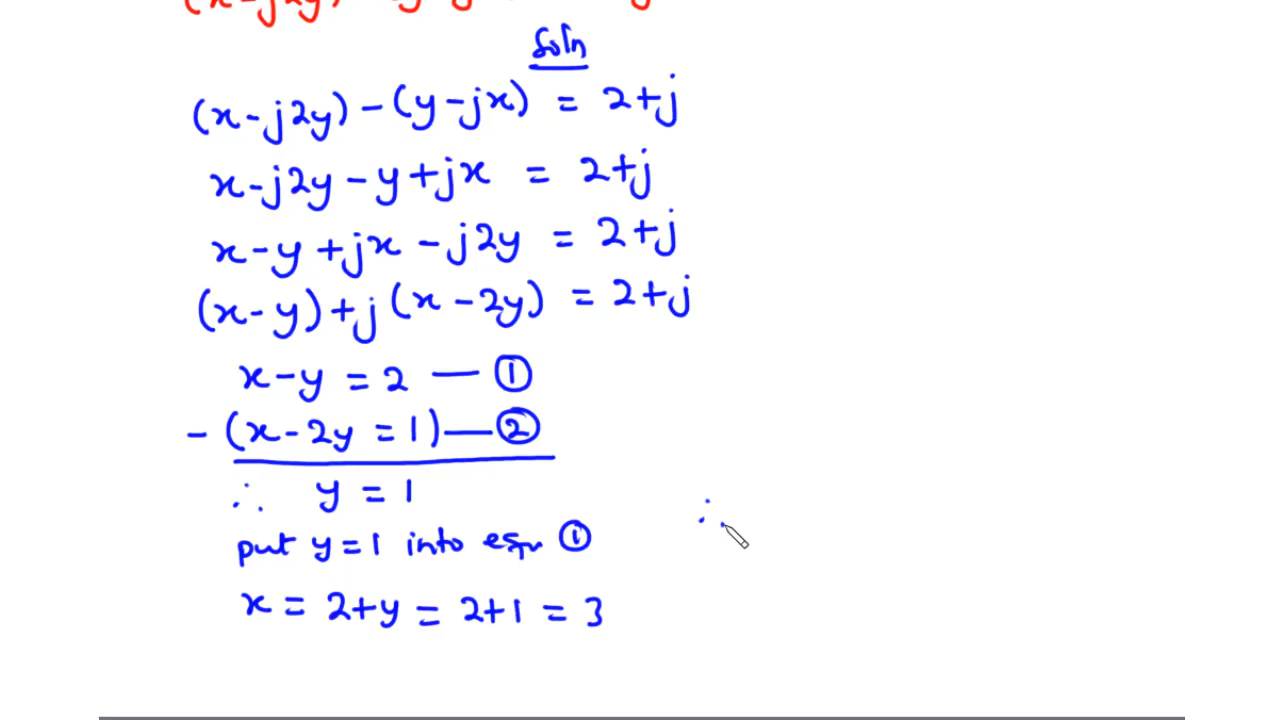 Soln
(x-j2y) - (y-jx) = 2+j
x-j2y-y+jx = 2+j
x-y+jx-j2y = 2+j
(x-y)+j(x-2y) = 2+j
x-y = 2 — ①
-(x-2y = 1) — ②
∴ y = 1
put y=1 into eqn ①
x = 2+y = 2+1 = 3
∴